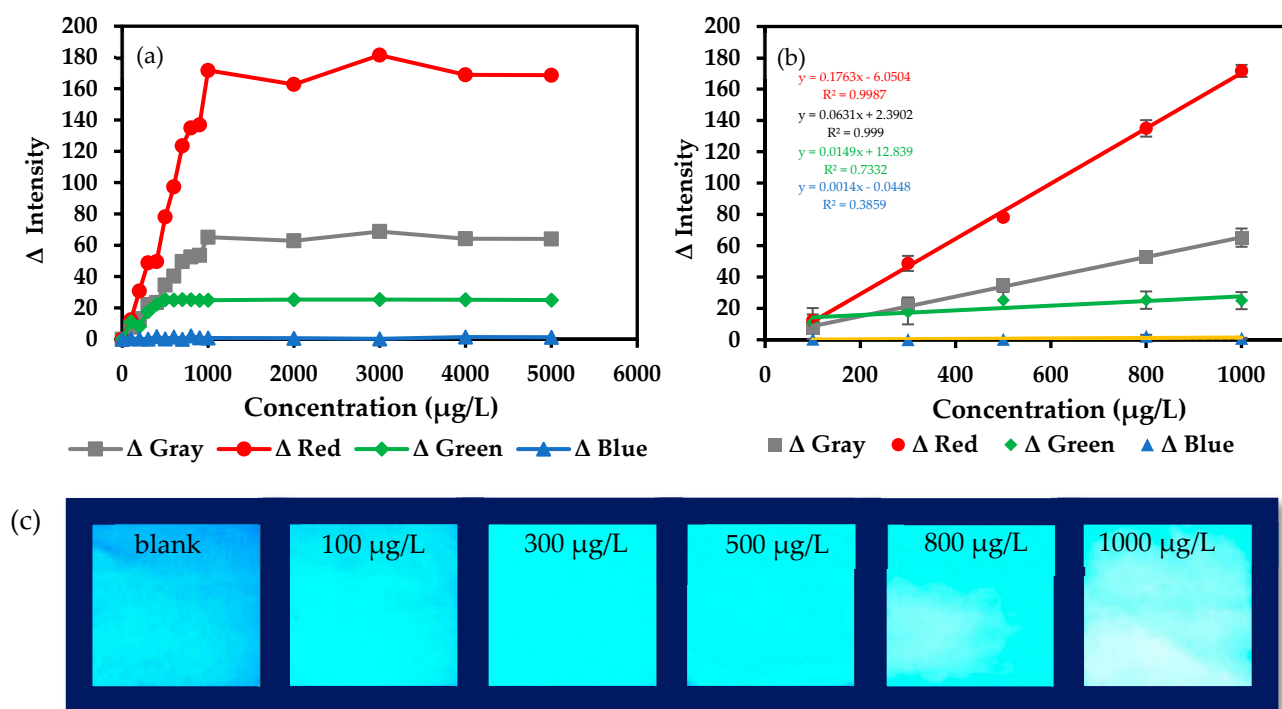 (a)
200
180
160
140
120
100
80
60
40
20
0
Δ Intensity
0 1000 2000 3000 4000 5000 6000
Concentration (µg/L)
Δ Gray Δ Red Δ Green Δ Blue
(b)
200
180
160
140
120
100
80
60
40
20
0
Δ Intensity
y = 0.1763x - 6.0504
R² = 0.9987
y = 0.0631x + 2.3902
R² = 0.999
y = 0.0149x + 12.839
R² = 0.7332
y = 0.0014x - 0.0448
R² = 0.3859
0 200 400 600 800 1000
Concentration (µg/L)
Δ Gray Δ Red Δ Green Δ Blue
(c)
blank 100 µg/L 300 µg/L 500 µg/L 800 µg/L 1000 µg/L